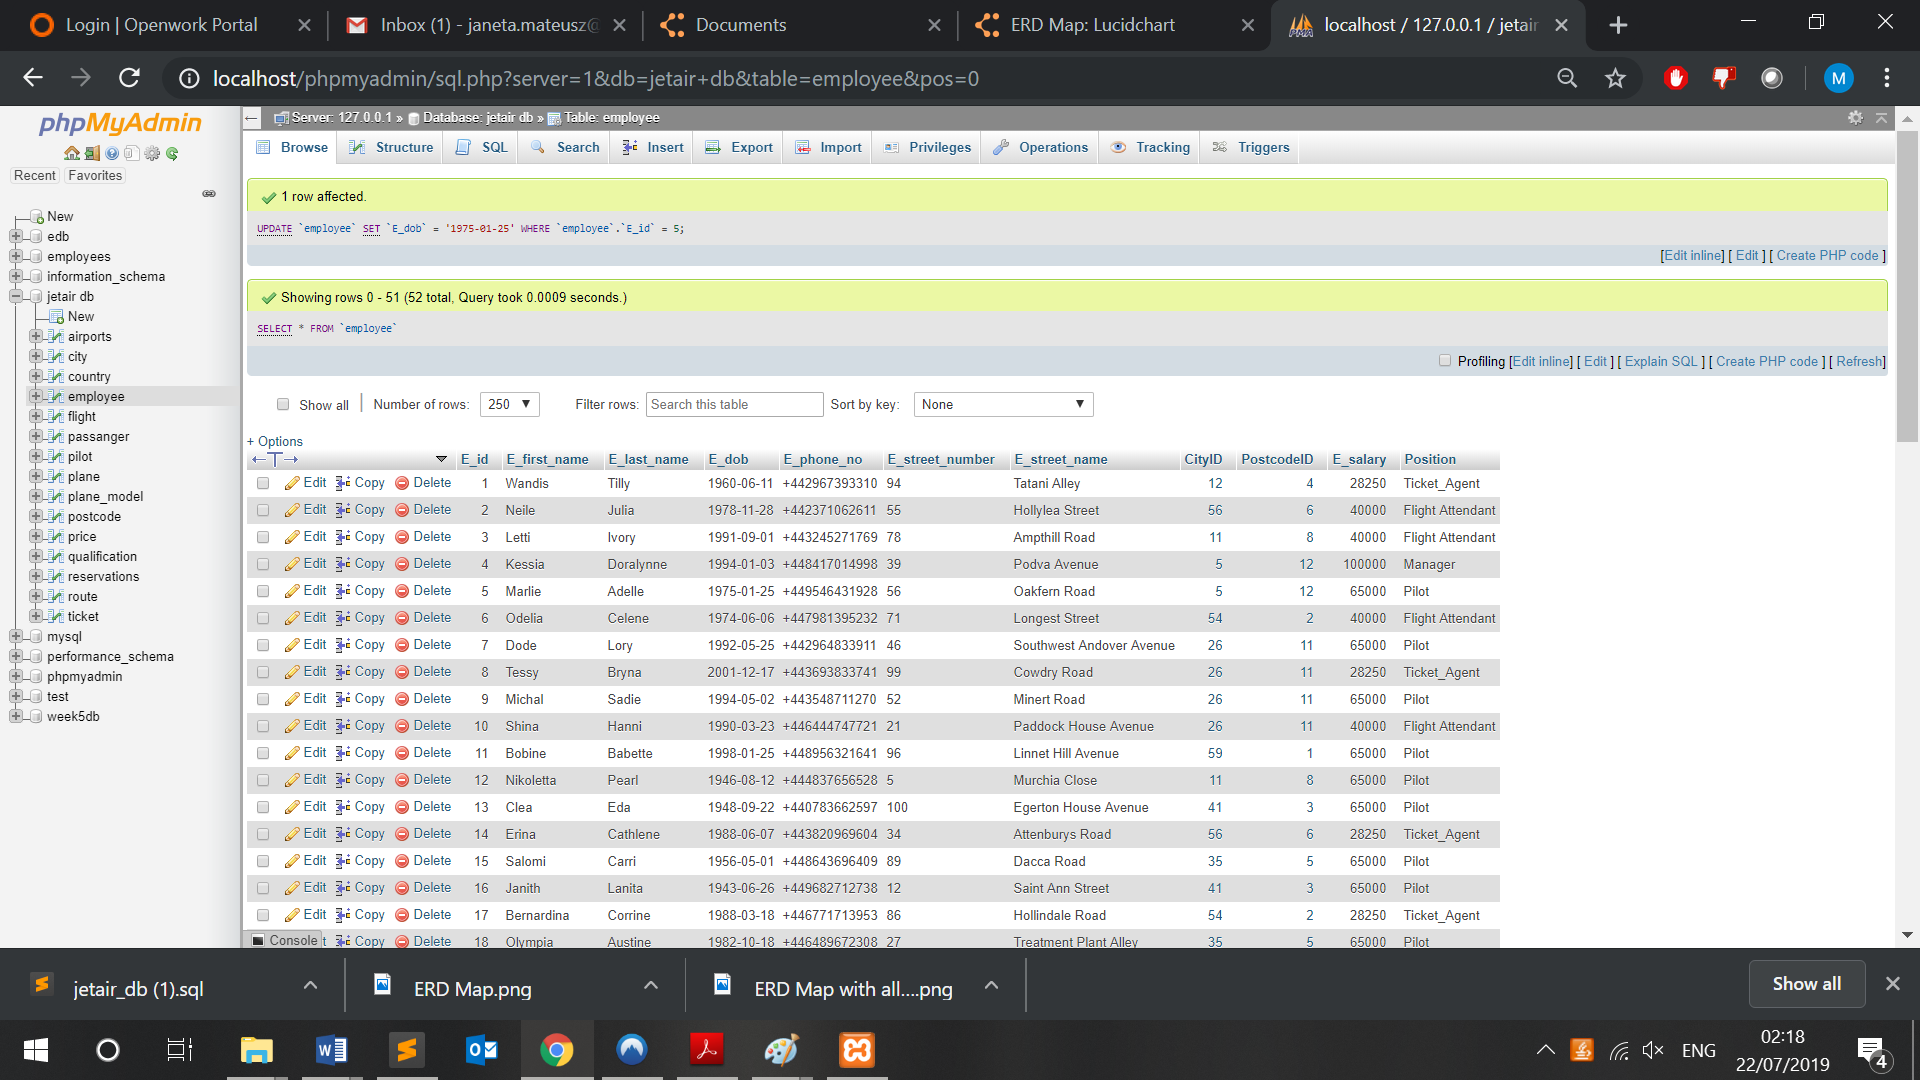 Login | Openwork Portal
Inbox (1) - janeta.mateusz@
Documents
ERD Map: Lucidchart
localhost / 127.0.0.1 / jetair
localhost/phpmyadmin/sql.php?server=1&db=jetair+db&table=employee&pos=0
M
phpMyAdmin
Recent Favorites
New
edb
employees
information_schema
jetair db
New
airports
city
country
employee
flight
passanger
pilot
plane
plane_model
postcode
price
qualification
reservations
route
ticket
mysql
performance_schema
phpmyadmin
test
week5db
Server: 127.0.0.1 » Database: jetair db » Table: employee
Browse Structure SQL Search Insert Export Import Privileges Operations Tracking Triggers
1 row affected.
UPDATE `employee` SET `E_dob` = '1975-01-25' WHERE `employee`.`E_id` = 5;
[Edit inline] [ Edit ] [ Create PHP code ]
Showing rows 0 - 51 (52 total, Query took 0.0009 seconds.)
SELECT * FROM `employee`
Profiling [Edit inline] [ Edit ] [ Explain SQL ] [ Create PHP code ] [ Refresh]
Show all | Number of rows: 250 Filter rows: Search this table Sort by key: None
+ Options
←T→ E_id E_first_name E_last_name E_dob E_phone_no E_street_number E_street_name CityID PostcodeID E_salary Position
Edit Copy Delete 1 Wandis Tilly 1960-06-11 +442967393310 94 Tatani Alley 12 4 28250 Ticket_Agent
Edit Copy Delete 2 Neile Julia 1978-11-28 +442371062611 55 Hollylea Street 56 6 40000 Flight Attendant
Edit Copy Delete 3 Letti Ivory 1991-09-01 +443245271769 78 Ampthill Road 11 8 40000 Flight Attendant
Edit Copy Delete 4 Kessia Doralynne 1994-01-03 +448417014998 39 Podva Avenue 5 12 100000 Manager
Edit Copy Delete 5 Marlie Adelle 1975-01-25 +449546431928 56 Oakfern Road 5 12 65000 Pilot
Edit Copy Delete 6 Odelia Celene 1974-06-06 +447981395232 71 Longest Street 54 2 40000 Flight Attendant
Edit Copy Delete 7 Dode Lory 1992-05-25 +442964833911 46 Southwest Andover Avenue 26 11 65000 Pilot
Edit Copy Delete 8 Tessy Bryna 2001-12-17 +443693833741 99 Cowdry Road 26 11 28250 Ticket_Agent
Edit Copy Delete 9 Michal Sadie 1994-05-02 +443548711270 52 Minert Road 26 11 65000 Pilot
Edit Copy Delete 10 Shina Hanni 1990-03-23 +446444747721 21 Paddock House Avenue 26 11 40000 Flight Attendant
Edit Copy Delete 11 Bobine Babette 1998-01-25 +448956321641 96 Linnet Hill Avenue 59 1 65000 Pilot
Edit Copy Delete 12 Nikoletta Pearl 1946-08-12 +444837656528 5 Murchia Close 11 8 65000 Pilot
Edit Copy Delete 13 Clea Eda 1948-09-22 +440783662597 100 Egerton House Avenue 41 3 65000 Pilot
Edit Copy Delete 14 Erina Cathlene 1988-06-07 +443820969604 34 Attenburys Road 56 6 28250 Ticket_Agent
Edit Copy Delete 15 Salomi Carri 1956-05-01 +448643696409 89 Dacca Road 35 5 65000 Pilot
Edit Copy Delete 16 Janith Lanita 1943-06-26 +449682712738 12 Saint Ann Street 41 3 65000 Pilot
Edit Copy Delete 17 Bernardina Corrine 1988-03-18 +446771713953 86 Hollindale Road 54 2 28250 Ticket_Agent
Console t Copy Delete 18 Olympia Austine 1982-10-18 +446489672308 27 Treatment Plant Alley 35 5 65000 Pilot
jetair_db (1).sql
ERD Map.png
ERD Map with all....png
Show all
ENG
02:18
22/07/2019
4